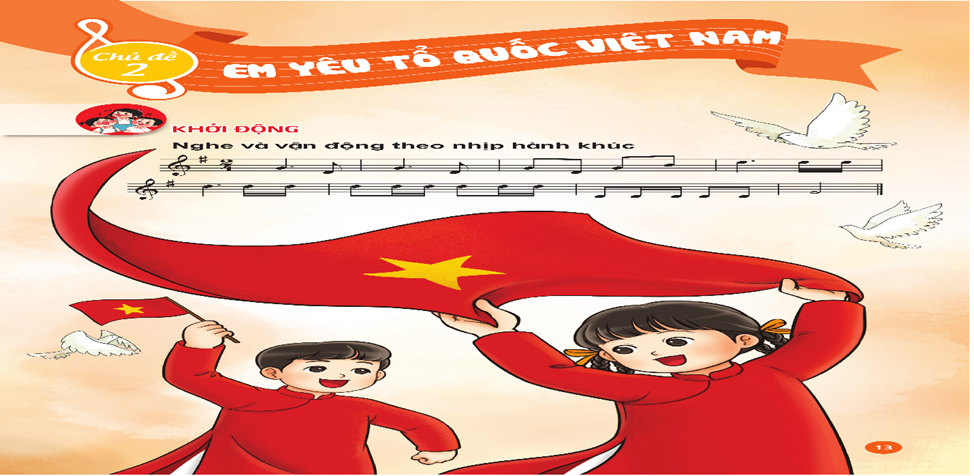 Chủ đề
2
EM YÊU TỔ QUỐC VIỆT NAM
KHỞI ĐỘNG
Nghe và vận động theo nhịp hành khúc
13